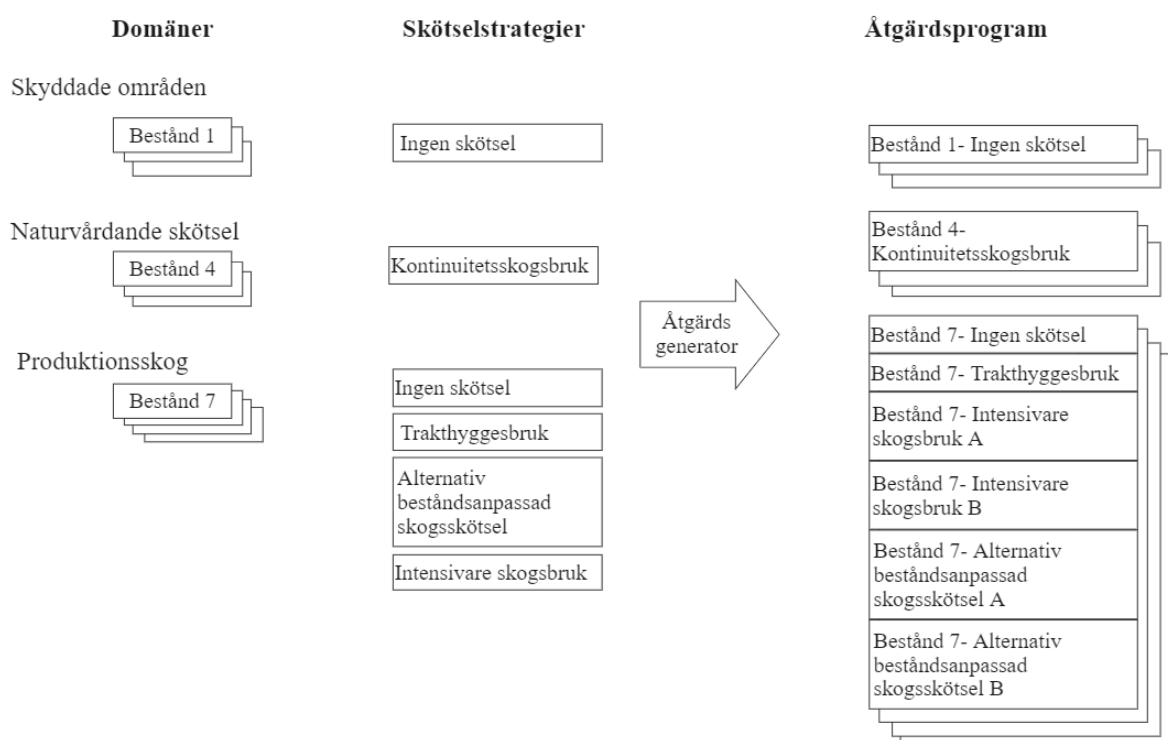 Domäner
Skötselstrategier
Åtgärdsprogram
Skyddade områden
Bestånd 1
Ingen skötsel
Bestånd 1- Ingen skötsel
Naturvårdande skötsel
Bestånd 4
Kontinuitetsskogsbruk
Bestånd 4-
Kontinuitetsskogsbruk
Åtgärds
generator
Produktionsskog
Bestånd 7
Ingen skötsel
Trakthyggesbruk
Alternativ
beståndsanpassad
skogsskötsel
Intensivare skogsbruk
Bestånd 7- Ingen skötsel
Bestånd 7- Trakthyggesbruk
Bestånd 7- Intensivare
skogsbruk A
Bestånd 7- Intensivare
skogsbruk B
Bestånd 7- Alternativ
beståndsanpassad
skogsskötsel A
Bestånd 7- Alternativ
beståndsanpassad
skogsskötsel B